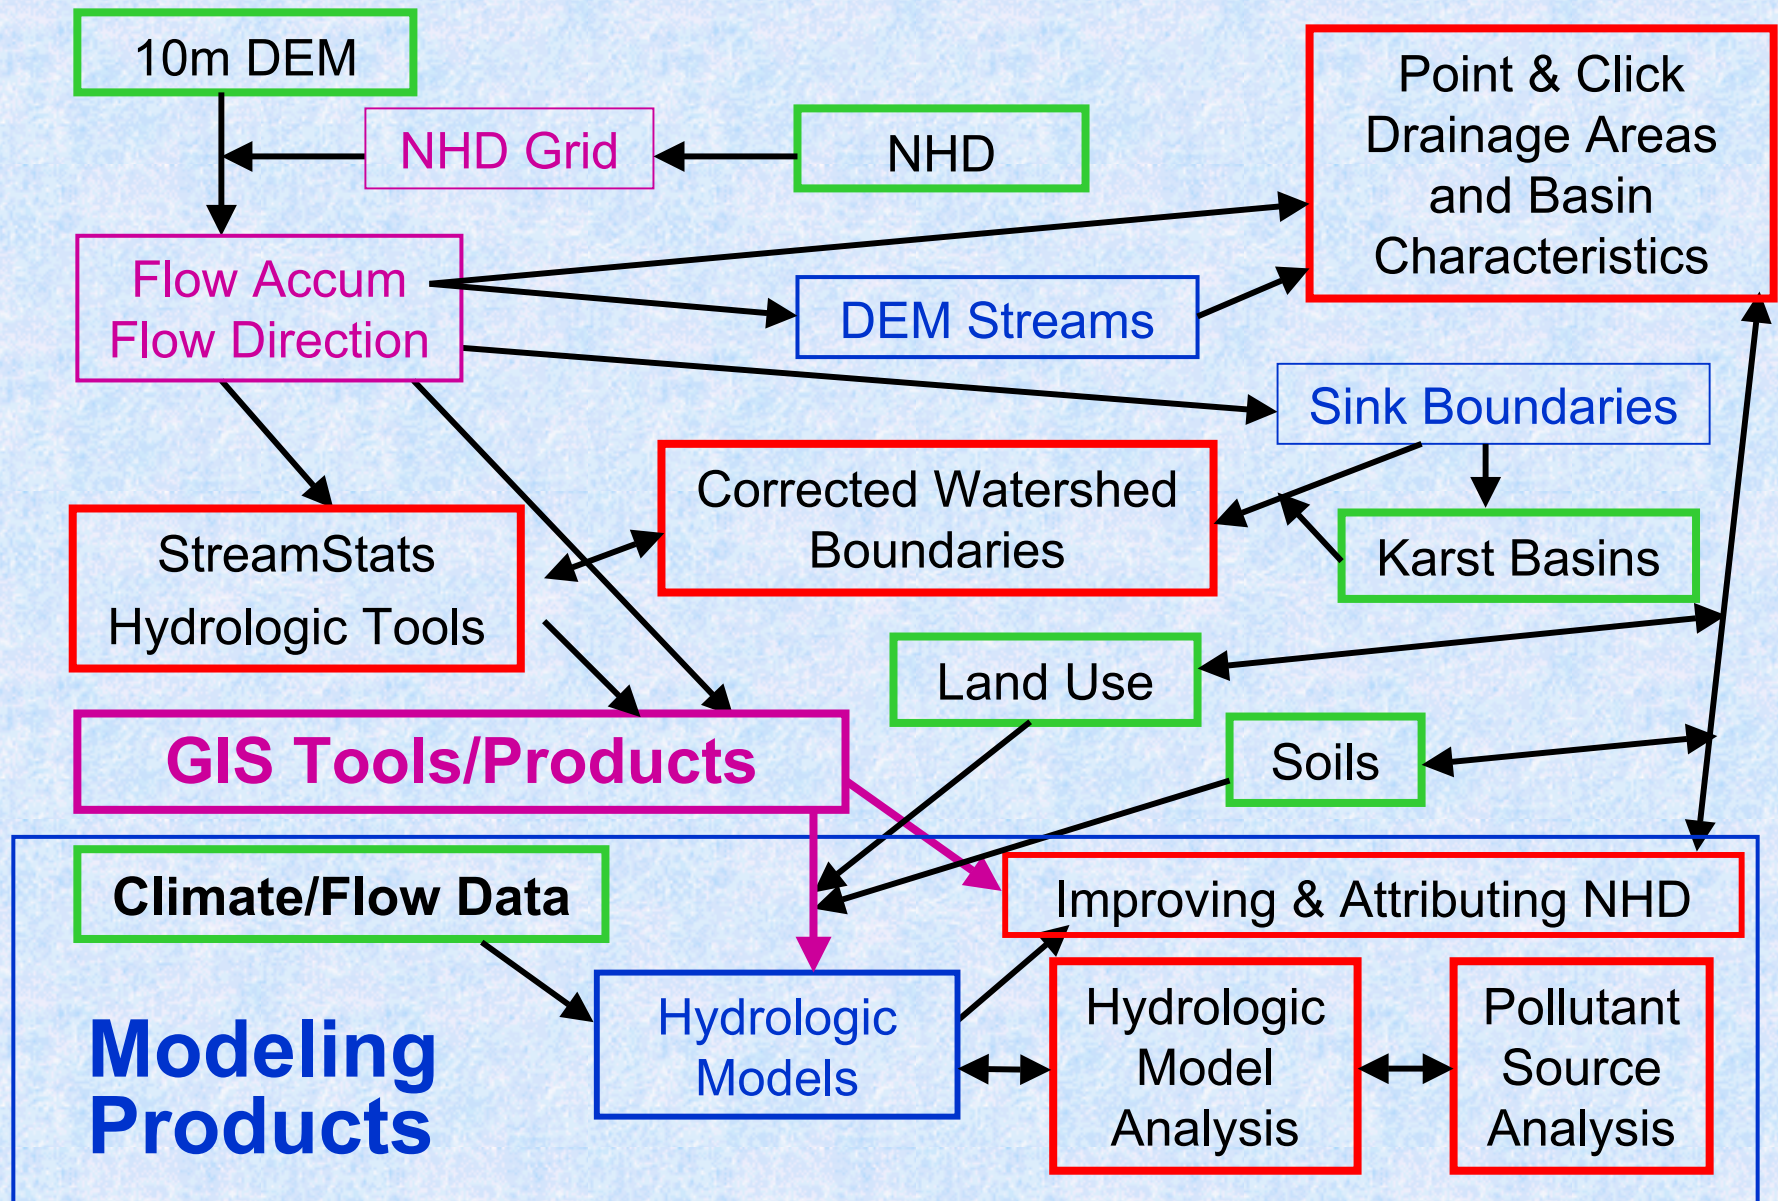 10m DEM
NHD Grid
NHD
Point & Click
Drainage Areas
and Basin
Characteristics
Flow Accum
Flow Direction
DEM Streams
Sink Boundaries
Corrected Watershed
Boundaries
Karst Basins
StreamStats
Hydrologic Tools
Land Use
GIS Tools/Products
Soils
Climate/Flow Data
Improving & Attributing NHD
Modeling
Products
Hydrologic
Models
Hydrologic
Model
Analysis
Pollutant
Source
Analysis